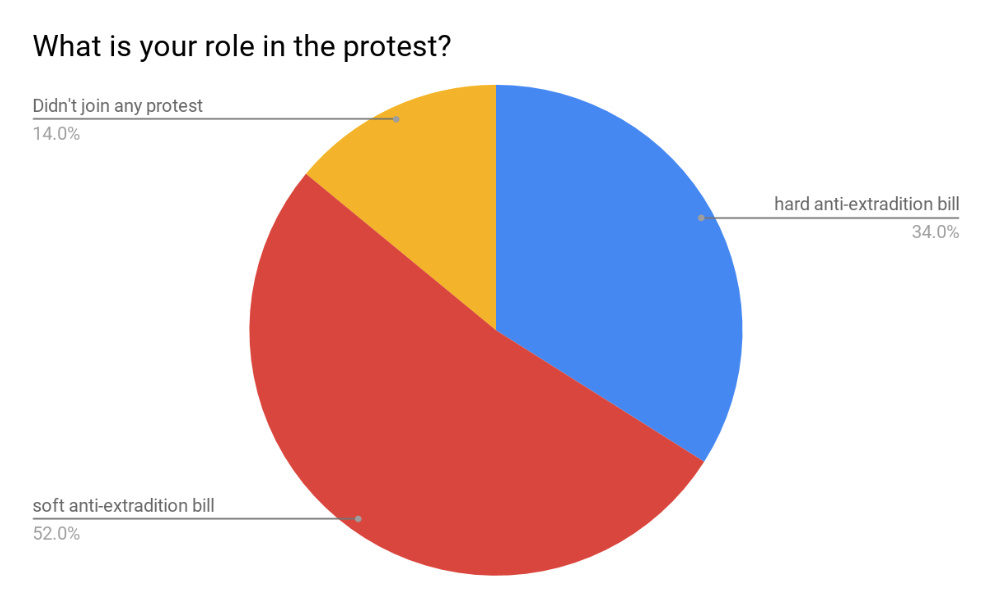 What is your role in the protest?
Didn't join any protest
14.0%
hard anti-extradition bill
34.0%
soft anti-extradition bill
52.0%